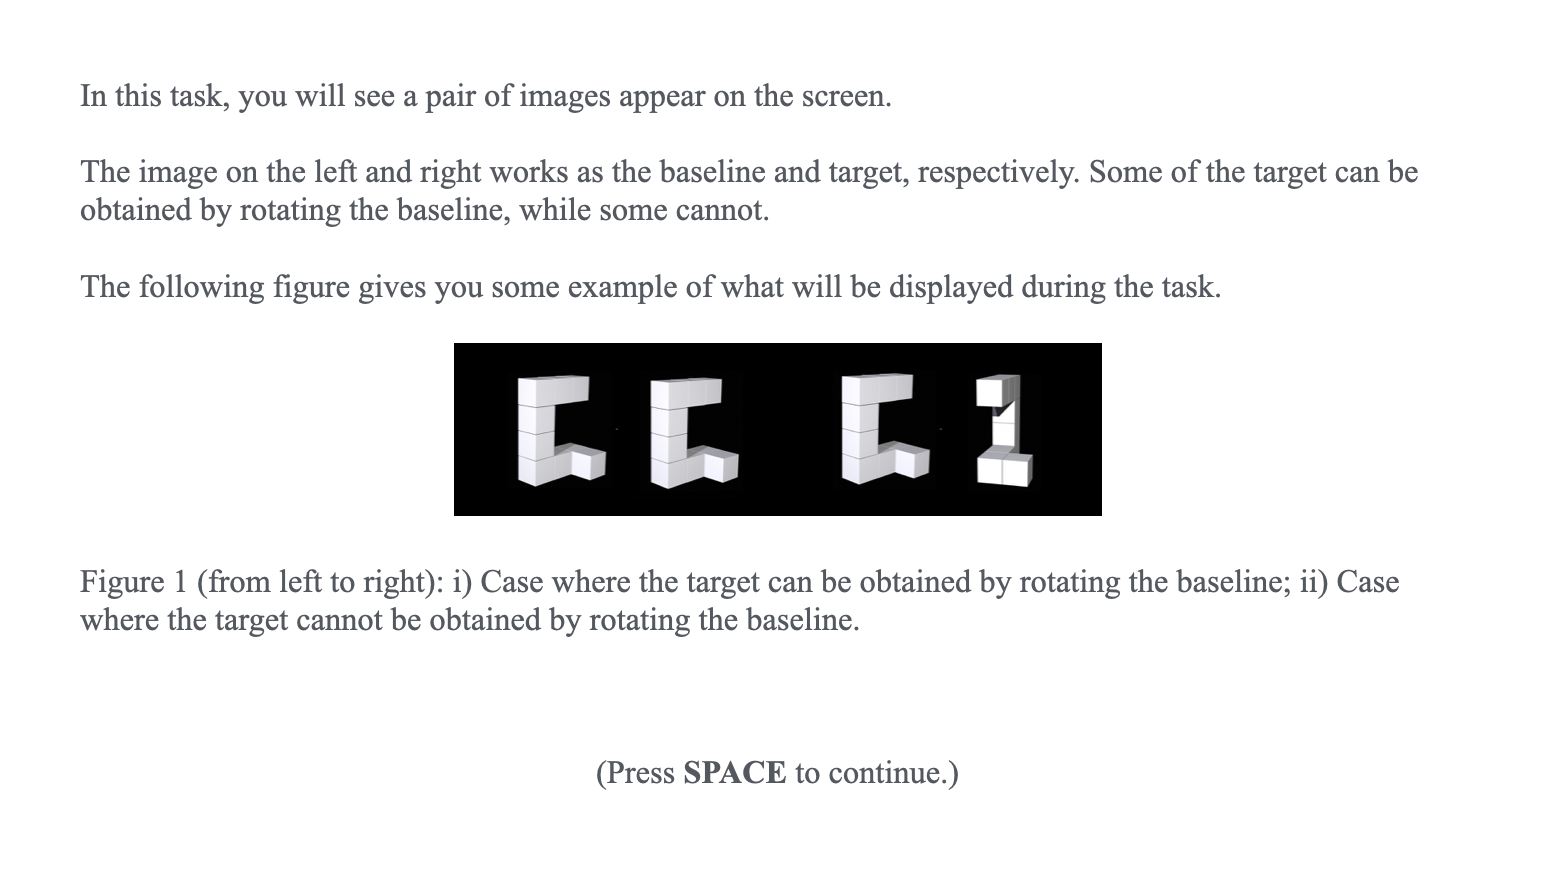 In this task, you will see a pair of images appear on the screen.
The image on the left and right works as the baseline and target, respectively. Some of the target can be
obtained by rotating the baseline, while some cannot.
The following figure gives you some example of what will be displayed during the task.
Figure 1 (from left to right): i) Case where the target can be obtained by rotating the baseline; ii) Case
where the target cannot be obtained by rotating the baseline.
(Press SPACE to continue.)